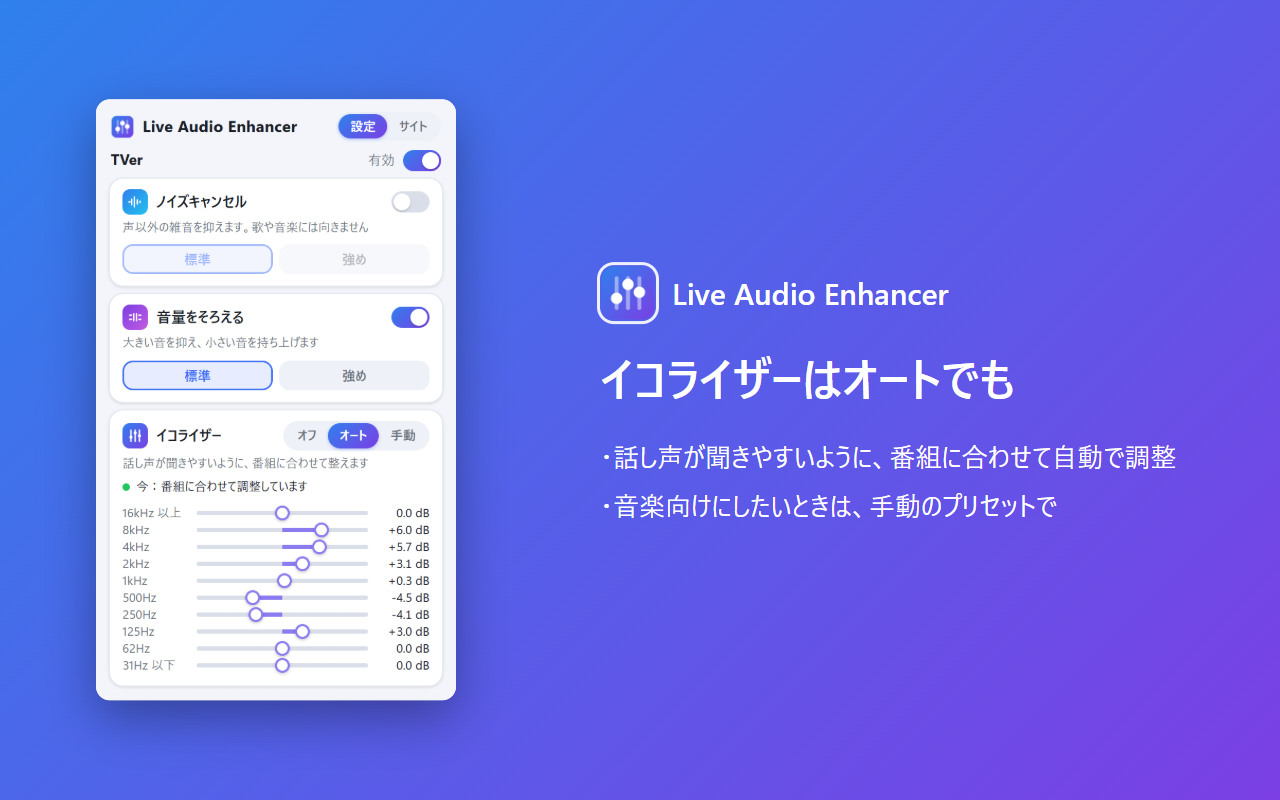 Live Audio Enhancer 設定 サイト
TVer 有効
ノイズキャンセル
声以外の雑音を抑えます。歌や音楽には向きません
標準 強め
音量をそろえる
大きい音を抑え、小さい音を持ち上げます
標準 強め
イコライザー オフ オート 手動
話し声が聞きやすいように、番組に合わせて整えます
今：番組に合わせて調整しています
16kHz 以上 0.0 dB
8kHz +6.0 dB
4kHz +5.7 dB
2kHz +3.1 dB
1kHz +0.3 dB
500Hz -4.5 dB
250Hz -4.1 dB
125Hz +3.0 dB
62Hz 0.0 dB
31Hz 以下 0.0 dB
Live Audio Enhancer
イコライザーはオートでも
・話し声が聞きやすいように、番組に合わせて自動で調整
・音楽向けにしたいときは、手動のプリセットで